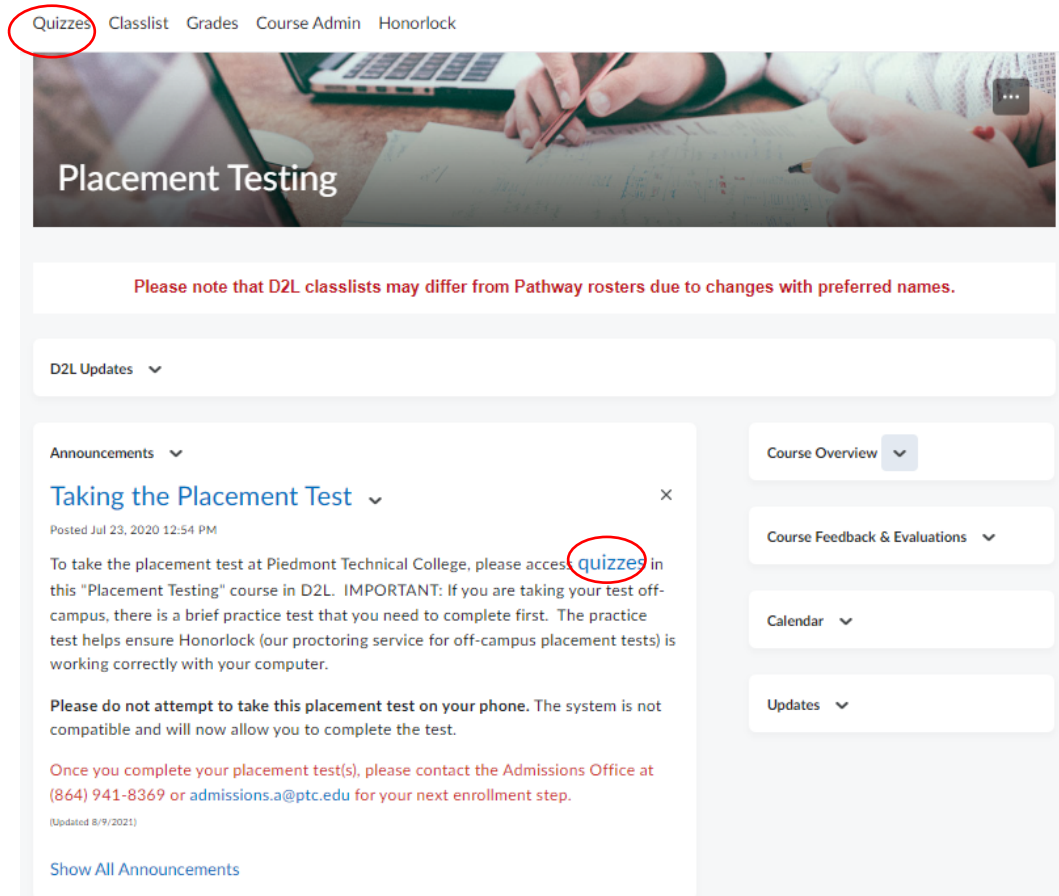 Quizzes Classlist Grades Course Admin Honorlock
Placement Testing
Please note that D2L classlists may differ from Pathway rosters due to changes with preferred names.
D2L Updates
Announcements
Taking the Placement Test
Posted Jul 23, 2020 12:54 PM
To take the placement test at Piedmont Technical College, please access quizzes in
this "Placement Testing" course in D2L. IMPORTANT: If you are taking your test off-
campus, there is a brief practice test that you need to complete first. The practice
test helps ensure Honorlock (our proctoring service for off-campus placement tests) is
working correctly with your computer.
Please do not attempt to take this placement test on your phone. The system is not
compatible and will now allow you to complete the test.
Once you complete your placement test(s), please contact the Admissions Office at
(864) 941-8369 or admissions.a@ptc.edu for your next enrollment step.
(Updated 8/9/2021)
Show All Announcements
Course Overview
Course Feedback & Evaluations
Calendar
Updates